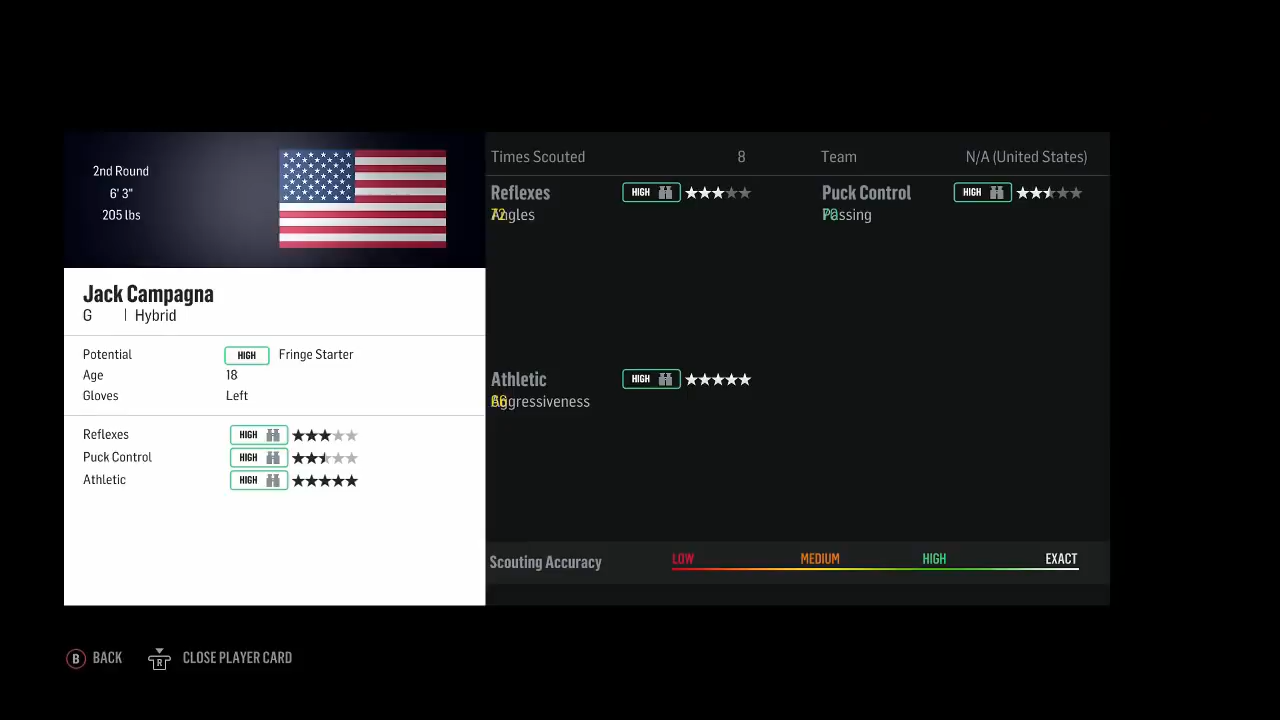 2nd Round
6' 3"
205 lbs
Jack Campagna
G | Hybrid
Potential HIGH Fringe Starter
Age 18
Gloves Left
Reflexes HIGH
Puck Control HIGH
Athletic HIGH
Times Scouted 8 Team N/A (United States)
Reflexes HIGH Puck Control HIGH
72 Angles Passing
Athletic HIGH
Aggressiveness
Scouting Accuracy LOW MEDIUM HIGH EXACT
B BACK R CLOSE PLAYER CARD